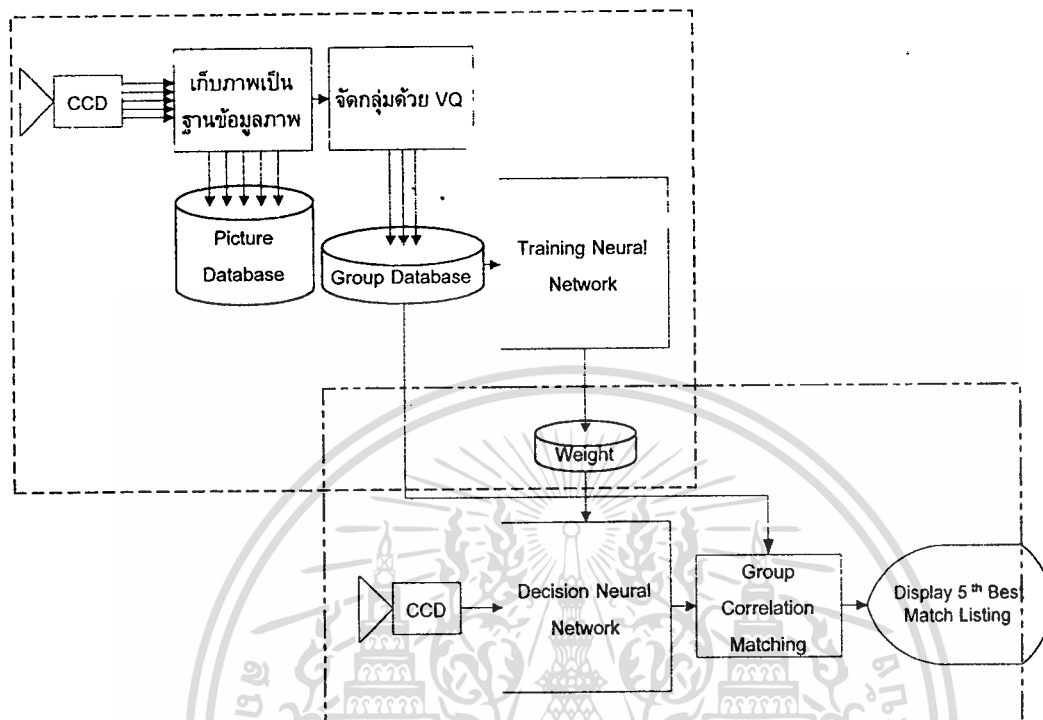 CCD
เก็บภาพเป็น
ฐานข้อมูลภาพ
จัดกลุ่มด้วย VQ
Picture
Database
Group Database
Training Neural
Network
Weight
CCD
Decision Neural
Network
Group
Correlation
Matching
Display 5 th Best
Match Listing